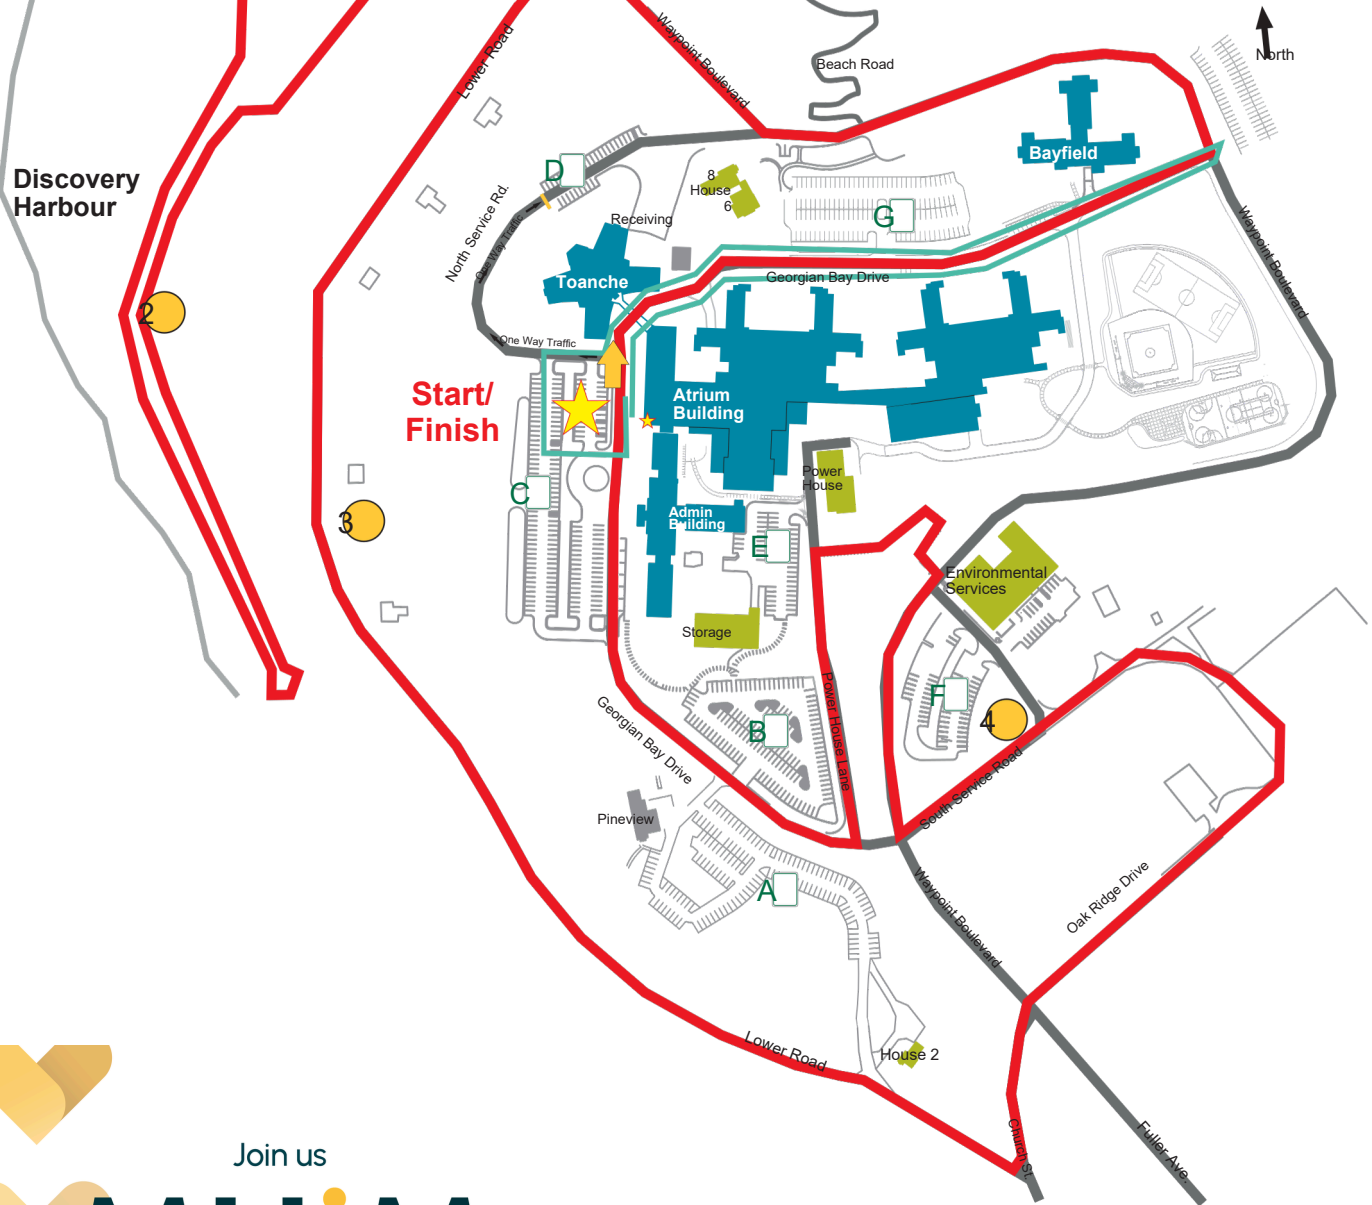 Lower Road
Waypoint Boulevard
Beach Road
North
Discovery
Harbour
D
North Service Rd.
One Way Traffic
Receiving
8
House
6
G
Bayfield
Waypoint Boulevard
Toanche
Georgian Bay Drive
2
One Way Traffic
Start/
Finish
Atrium
Building
C
3
Power
House
Admin
Building
E
Environmental
Services
Storage
Georgian Bay Drive
B
Power House Lane
F
4
South Service Road
Pineview
A
Waypoint Boulevard
Oak Ridge Drive
Lower Road
House 2
Church St.
Fuller Ave.
Join us